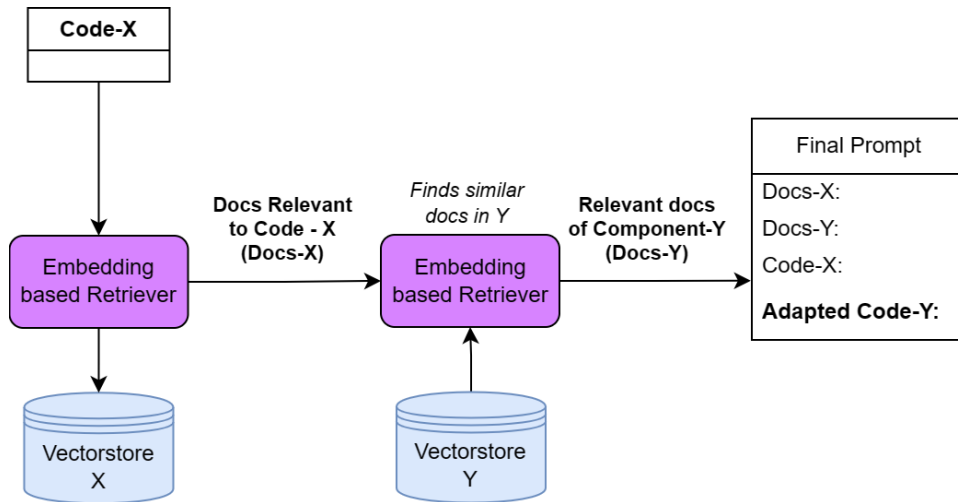 Code-X
Docs Relevant
to Code - X
(Docs-X)
Finds similar
docs in Y
Relevant docs
of Component-Y
(Docs-Y)
Embedding
based Retriever
Embedding
based Retriever
Final Prompt
Docs-X:
Docs-Y:
Code-X:
Adapted Code-Y:
Vectorstore
X
Vectorstore
Y